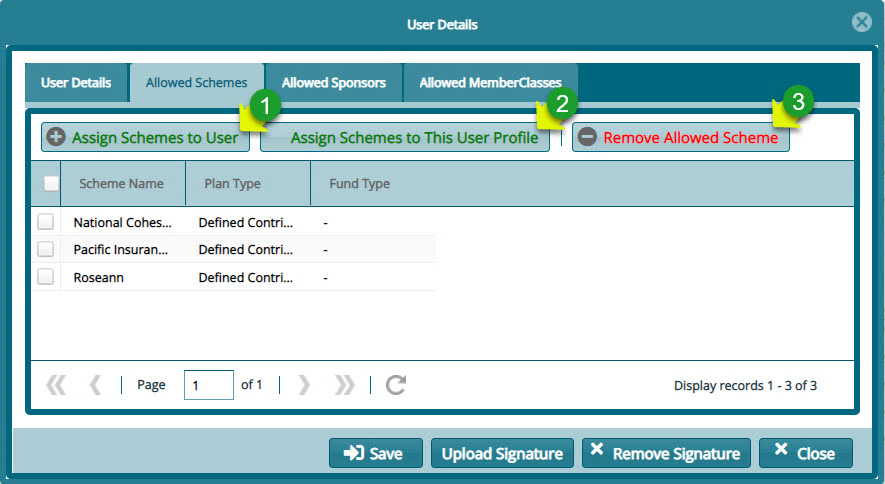 User Details
User Details Allowed Schemes Allowed Sponsors Allowed MemberClasses
1 2 3
Assign Schemes to User Assign Schemes to This User Profile Remove Allowed Scheme
Scheme Name Plan Type Fund Type
National Cohes... Defined Contri... -
Pacific Insuran... Defined Contri... -
Roseann Defined Contri... -
Page 1 of 1 Display records 1 - 3 of 3
Save Upload Signature Remove Signature Close